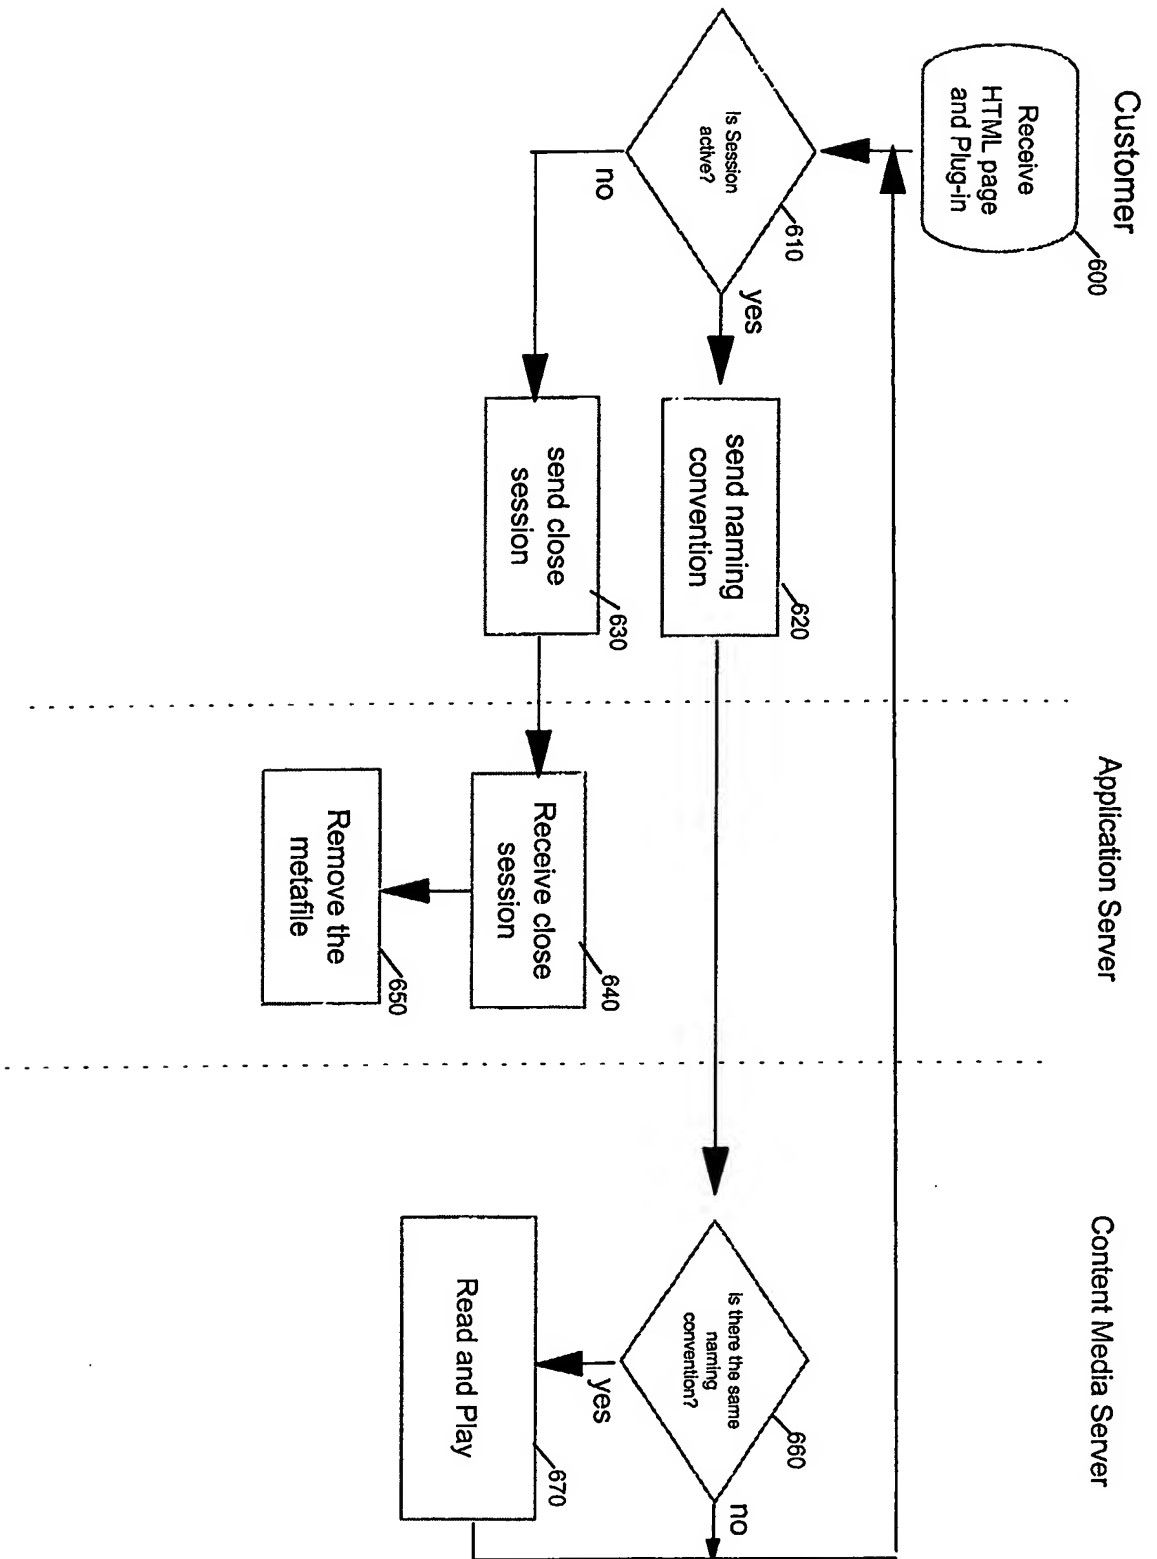 Customer
Application Server
Content Media Server
Receive
HTML page
and Plug-in
600
Is Session
active?
610
yes
no
send naming
convention
620
send close
session
630
Receive close
session
640
Remove the
metafile
650
is there the same
naming
convention?
660
no
yes
Read and Play
670